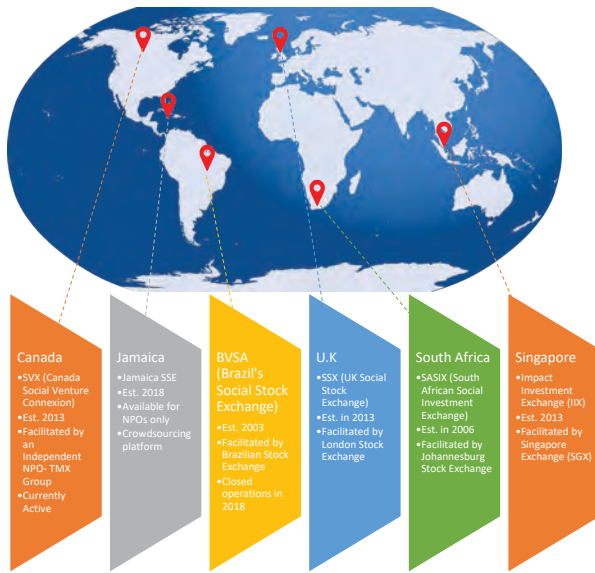 Canada
•SVX (Canada
Social Venture
Connexion)
•Est. 2013
•Facilitated by
an
Independent
NPO- TMX
Group
•Currently
Active
Jamaica
•Jamaica SSE
•Est. 2018
•Available for
NPOs only
•Crowdsourcing
platform
BVSA
(Brazil's
Social Stock
Exchange)
•Est. 2003
•Facilitated by
Brazilian Stock
Exchange
•Closed
operations in
2018
U.K
•SSX (UK Social
Stock
Exchange)
•Est. in 2013
•Facilitated by
London Stock
Exchange
South Africa
•SASIX (South
African Social
Investment
Exchange)
•Est. in 2006
•Facilitated by
Johannesburg
Stock Exchange
Singapore
•Impact
Investment
Exchange (IIX)
•Est. 2013
•Facilitated by
Singapore
Exchange (SGX)